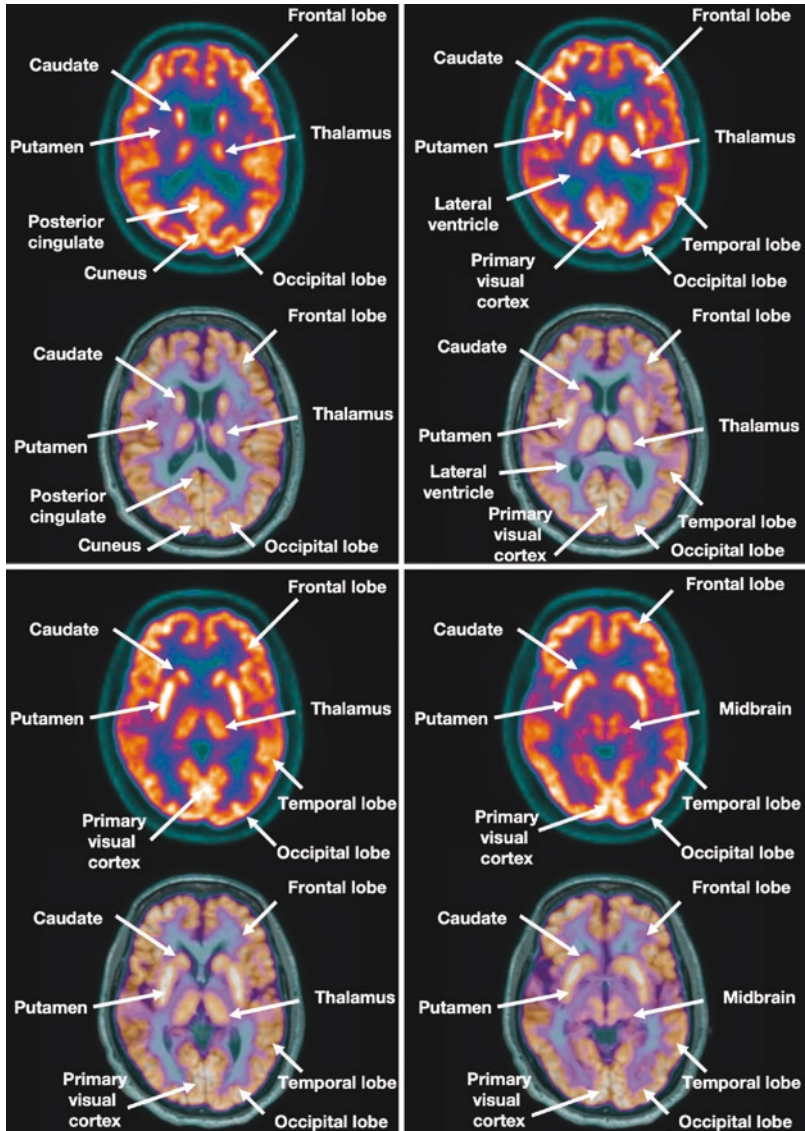 Frontal lobe
Caudate
Putamen
Thalamus
Posterior
cingulate
Cuneus
Occipital lobe
Frontal lobe
Caudate
Putamen
Thalamus
Posterior
cingulate
Cuneus
Occipital lobe
Frontal lobe
Caudate
Putamen
Thalamus
Lateral
ventricle
Temporal lobe
Primary
visual
cortex
Occipital lobe
Frontal lobe
Caudate
Putamen
Thalamus
Lateral
ventricle
Temporal lobe
Primary
visual cortex
Occipital lobe
Frontal lobe
Caudate
Putamen
Thalamus
Temporal lobe
Primary
visual
cortex
Occipital lobe
Frontal lobe
Caudate
Putamen
Thalamus
Temporal lobe
Primary
visual
cortex
Occipital lobe
Frontal lobe
Caudate
Putamen
Midbrain
Temporal lobe
Primary
visual
cortex
Occipital lobe
Frontal lobe
Caudate
Putamen
Midbrain
Temporal lobe
Primary
visual
cortex
Occipital lobe